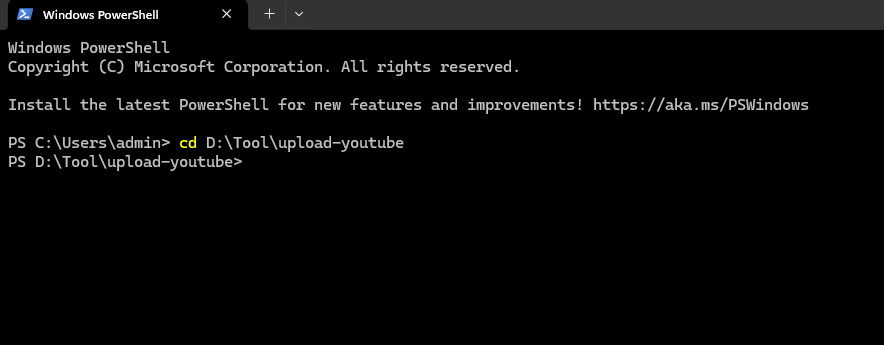 Windows PowerShell
Windows PowerShell
Copyright (C) Microsoft Corporation. All rights reserved.
Install the latest PowerShell for new features and improvements! https://aka.ms/PSWindows
PS C:\Users\admin> cd D:\Tool\upload-youtube
PS D:\Tool\upload-youtube>